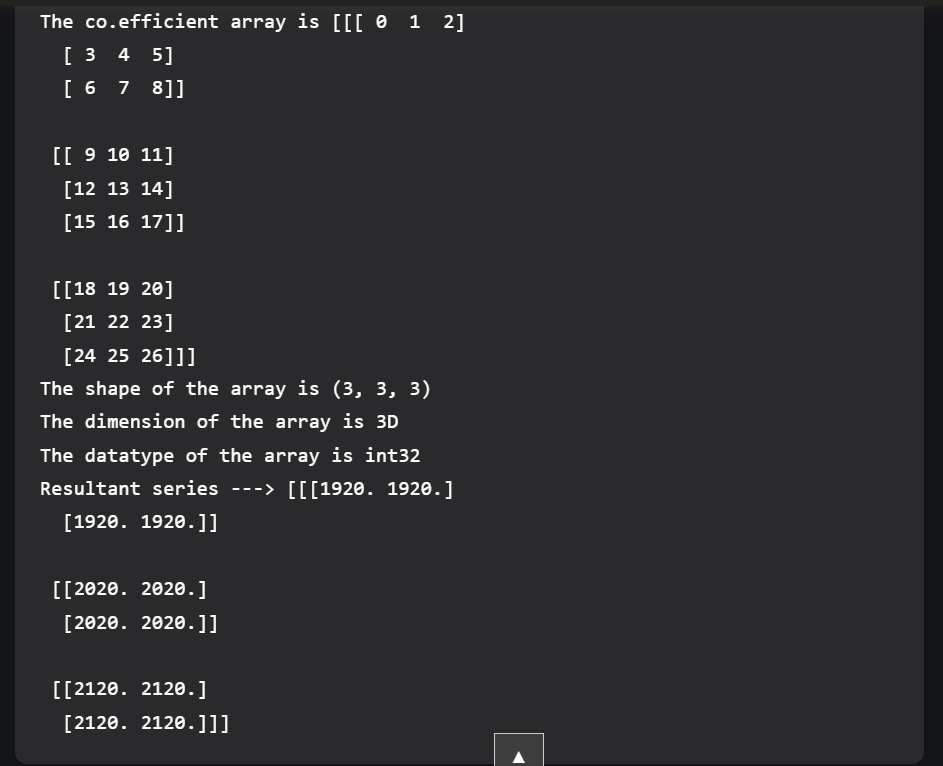 The co.efficient array is [[[ 0  1  2]
  [ 3  4  5]
  [ 6  7  8]]

 [[ 9 10 11]
  [12 13 14]
  [15 16 17]]

 [[18 19 20]
  [21 22 23]
  [24 25 26]]]
The shape of the array is (3, 3, 3)
The dimension of the array is 3D
The datatype of the array is int32
Resultant series ---> [[[1920. 1920.]
  [1920. 1920.]]

 [[2020. 2020.]
  [2020. 2020.]]

 [[2120. 2120.]
  [2120. 2120.]]]